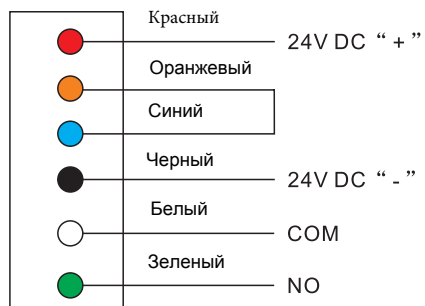 Красный
24V DC “ + ”
Оранжевый
Синий
Черный
24V DC “ - ”
Белый
COM
Зеленый
NO